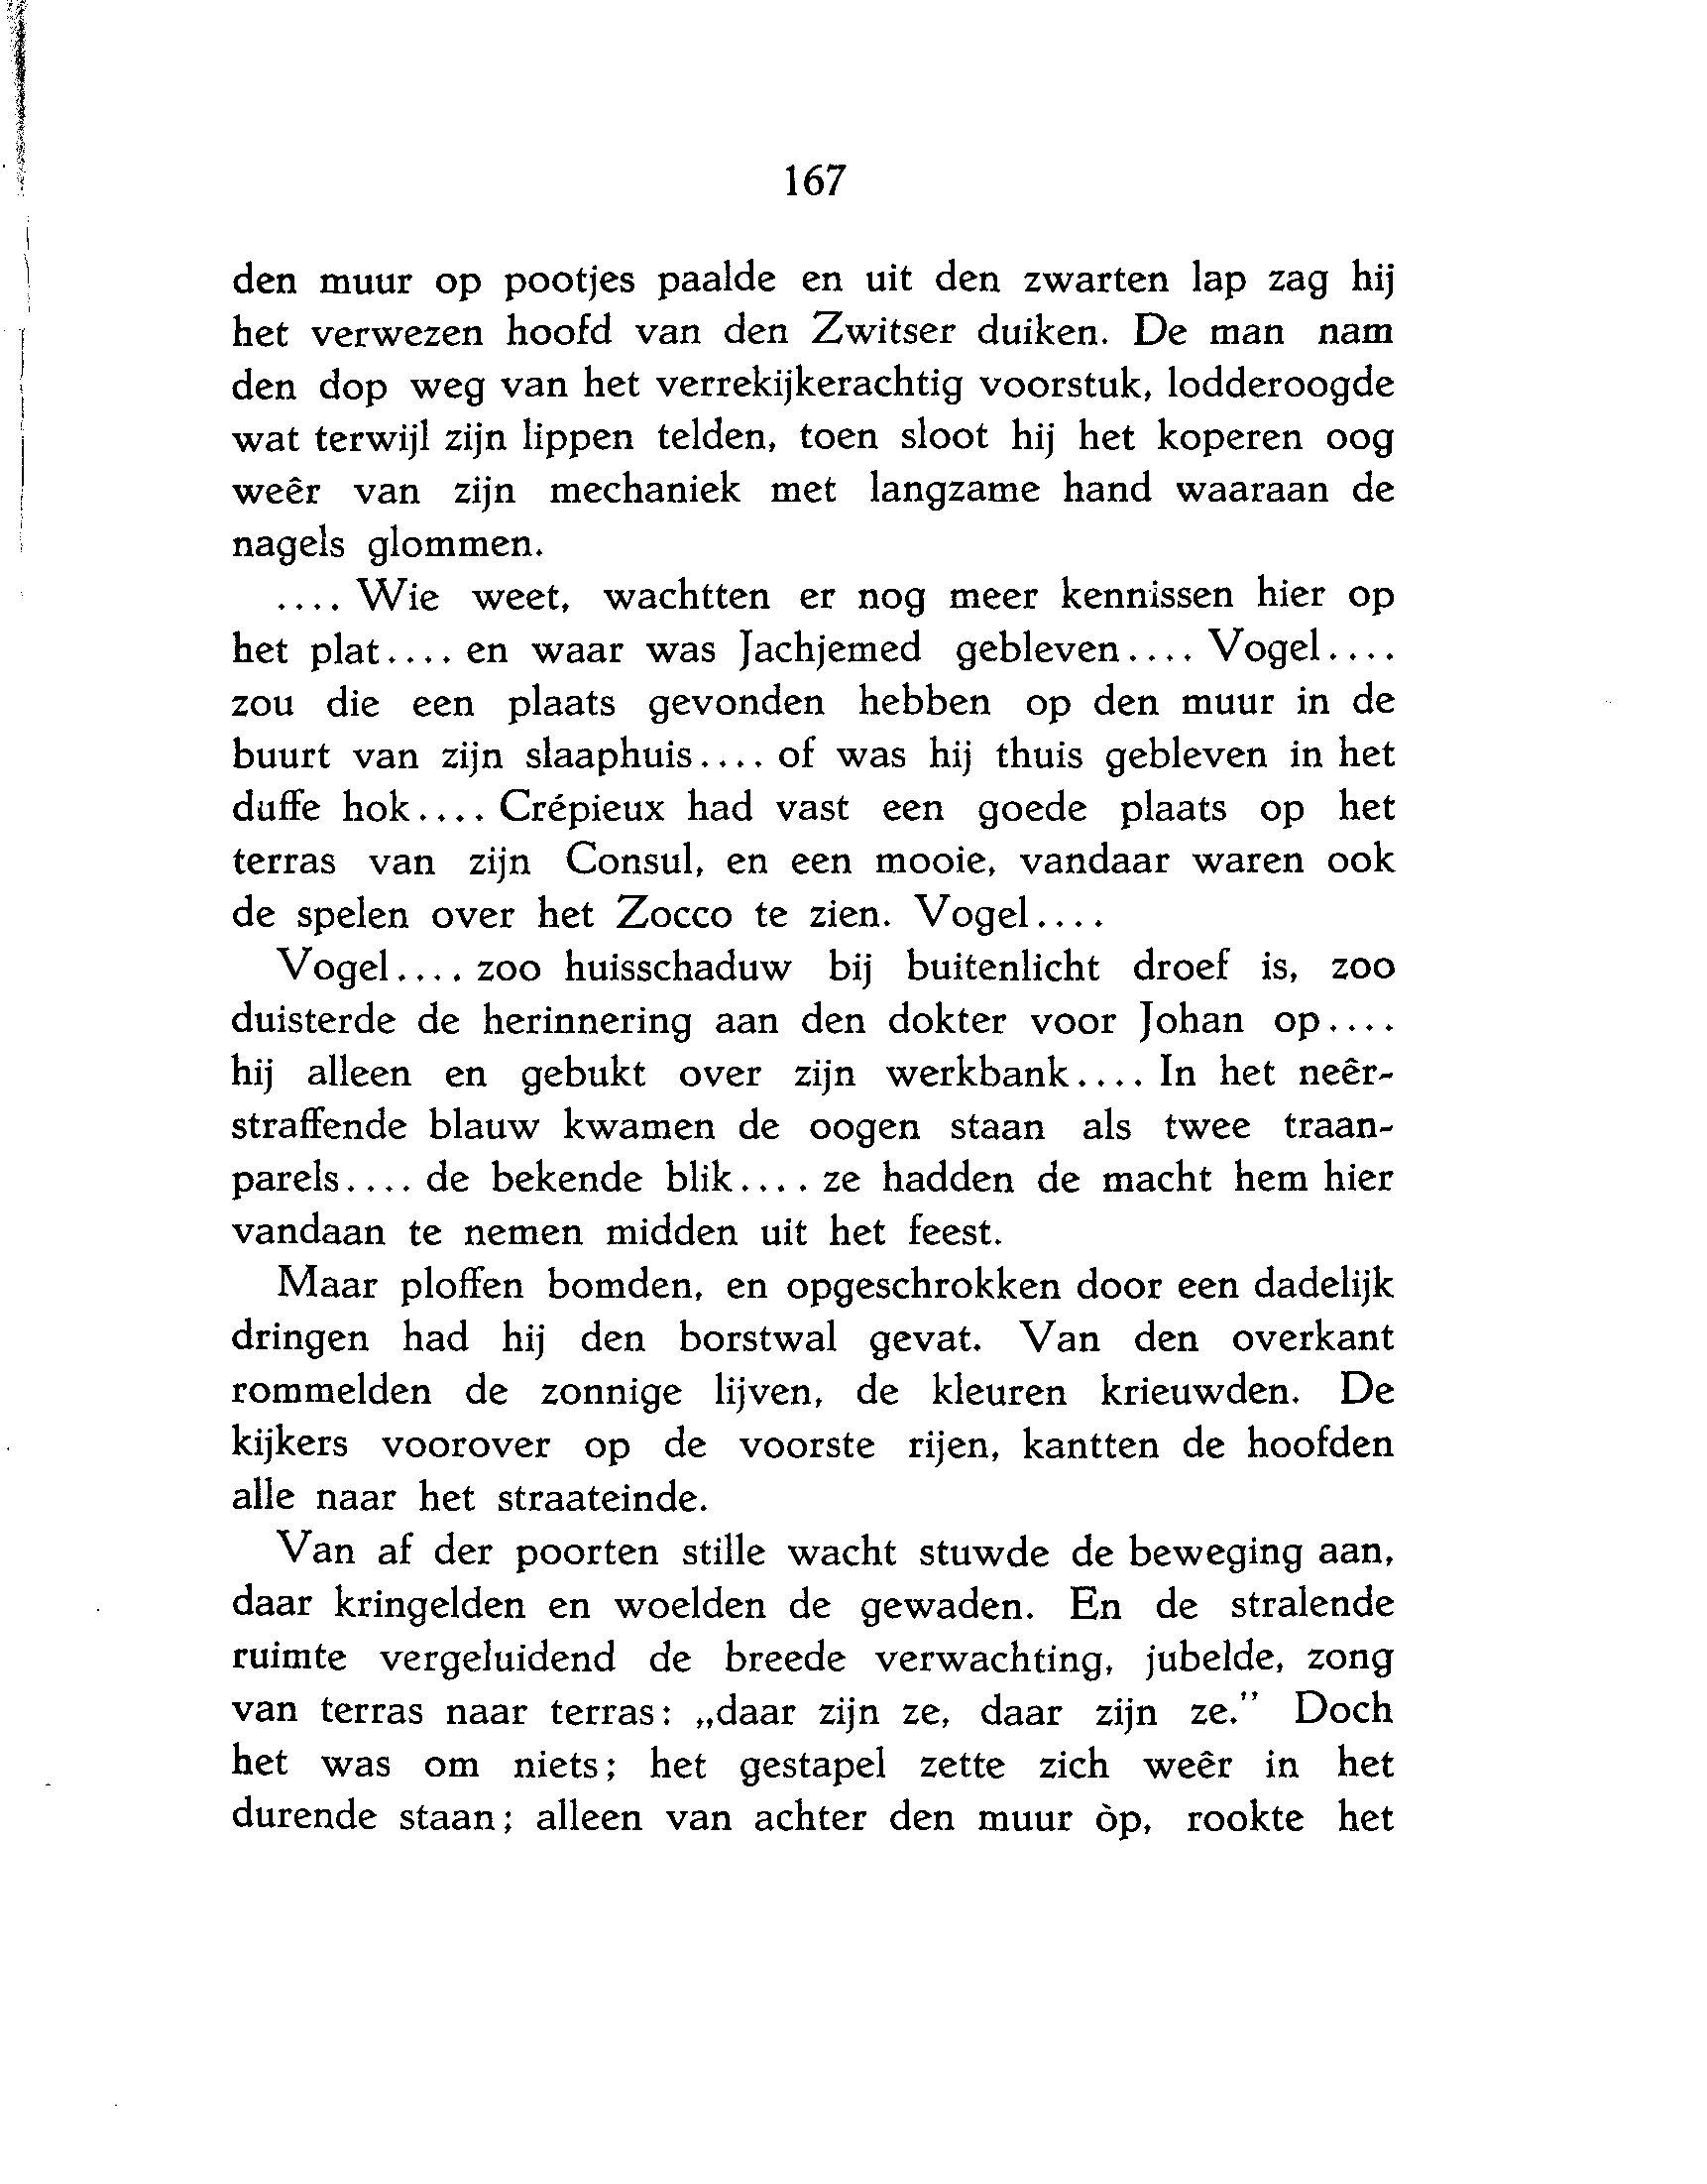 167
den muur op pootjes paalde en uit den zwarten lap zag hij
het verwezen hoofd van den Zwitser duiken. De man nam
den dop weg van het verrekijkerachtig voorstuk, lodderoogde
wat terwijl zijn lippen telden, toen sloot hij het koperen oog
weêr van zijn mechaniek met langzame hand waaraan de
nagels glommen.
.... Wie weet, wachtten er nog meer kennissen hier op
het plat.... en waar was Jachjemed gebleven.... Vogel....
zou die een plaats gevonden hebben op den muur in de
buurt van zijn slaaphuis.... of was hij thuis gebleven in het
duffe hok.... Crépieux had vast een goede plaats op het
terras van zijn Consul, en een mooie, vandaar waren ook
de spelen over het Zocco te zien. Vogel....
Vogel.... zoo huisschaduw bij buitenlicht droef is, zoo
duisterde de herinnering aan den dokter voor Johan op....
hij alleen en gebukt over zijn werkbank.... In het neêr-
straffende blauw kwamen de oogen staan als twee traan-
parels.... de bekende blik.... ze hadden de macht hem hier
vandaan te nemen midden uit het feest.
Maar ploffen bomden, en opgeschrokken door een dadelijk
dringen had hij den borstwal gevat. Van den overkant
rommelden de zonnige lijven, de kleuren krieuwden. De
kijkers voorover op de voorste rijen, kantten de hoofden
alle naar het straateinde.
Van af der poorten stille wacht stuwde de beweging aan,
daar kringelden en woelden de gewaden. En de stralende
ruimte vergeluidend de breede verwachting, jubelde, zong
van terras naar terras: „daar zijn ze, daar zijn ze.” Doch
het was om niets; het gestapel zette zich weêr in het
durende staan; alleen van achter den muur òp, rookte het